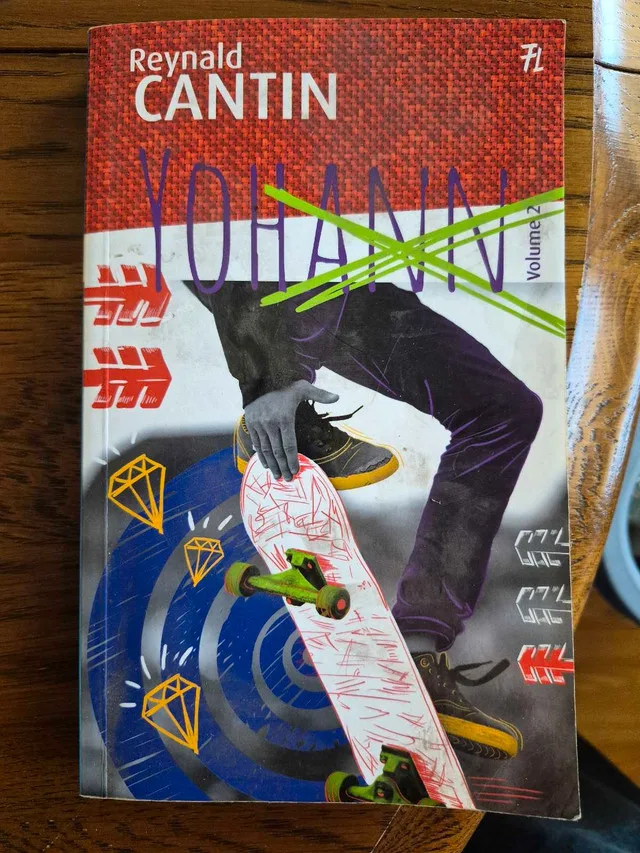 Reynald
CANTIN
FL
YOHANN
Volume 2